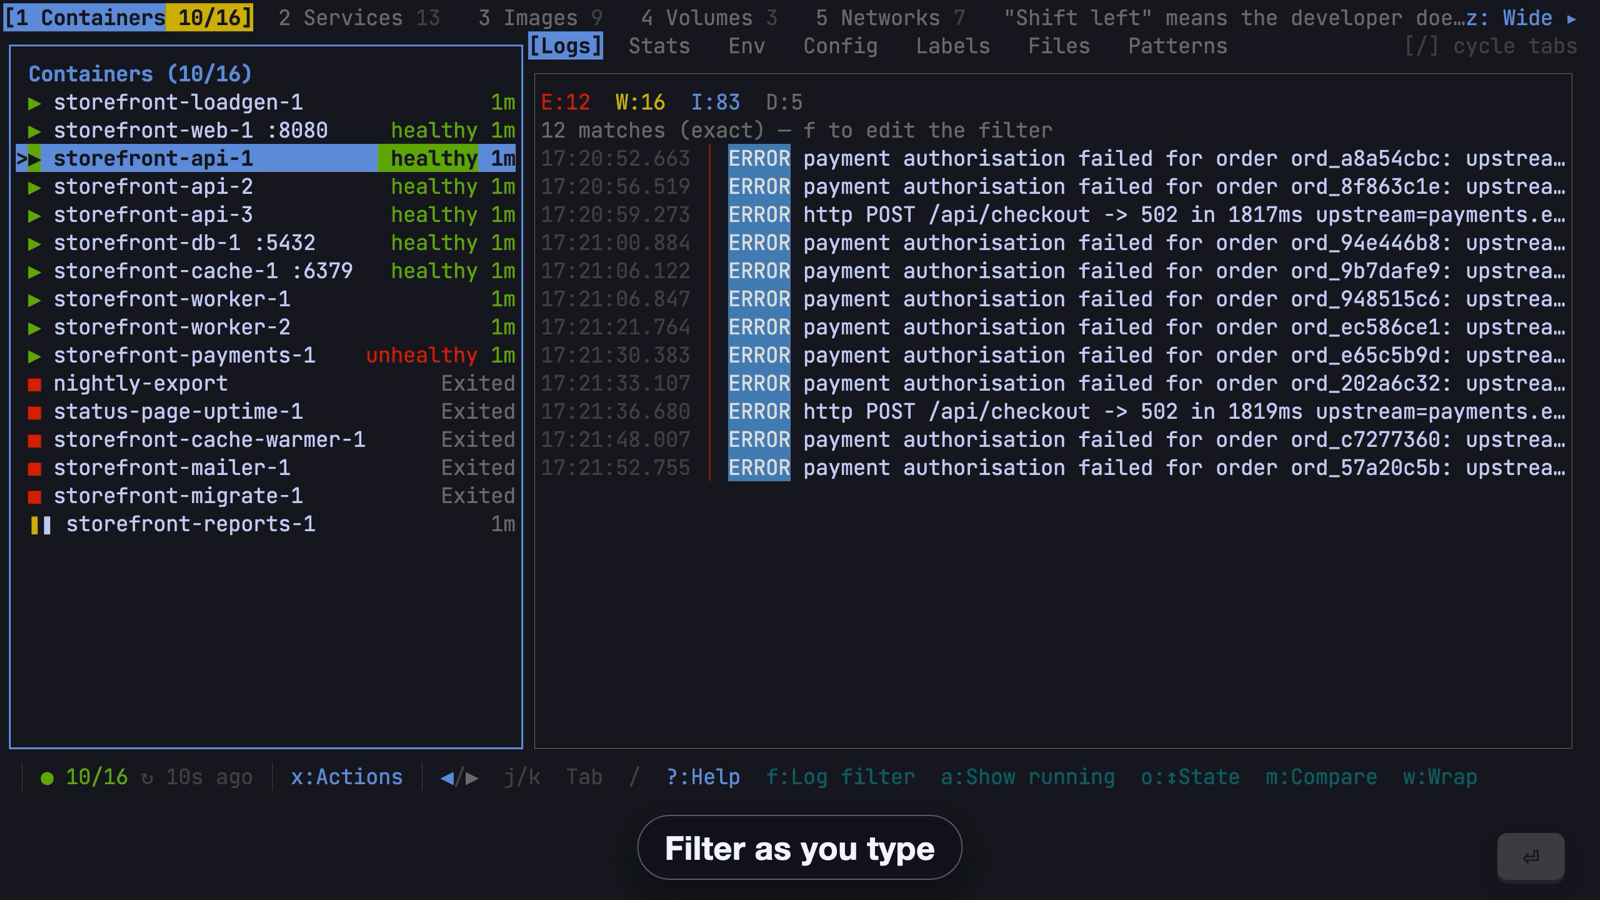 [1 Containers 10/16] 2 Services 13 3 Images 9 4 Volumes 3 5 Networks 7 "Shift left" means the developer doe…z: Wide ▸
[Logs] Stats Env Config Labels Files Patterns [/] cycle tabs
Containers (10/16)
▶ storefront-loadgen-1 1m
▶ storefront-web-1 :8080 healthy 1m
>▶ storefront-api-1 healthy 1m
▶ storefront-api-2 healthy 1m
▶ storefront-api-3 healthy 1m
▶ storefront-db-1 :5432 healthy 1m
▶ storefront-cache-1 :6379 healthy 1m
▶ storefront-worker-1 1m
▶ storefront-worker-2 1m
▶ storefront-payments-1 unhealthy 1m
■ nightly-export Exited
■ status-page-uptime-1 Exited
■ storefront-cache-warmer-1 Exited
■ storefront-mailer-1 Exited
■ storefront-migrate-1 Exited
❚❚ storefront-reports-1 1m
E:12 W:16 I:83 D:5
12 matches (exact) — f to edit the filter
17:20:52.663 │ ERROR payment authorisation failed for order ord_a8a54cbc: upstrea…
17:20:56.519 │ ERROR payment authorisation failed for order ord_8f863c1e: upstrea…
17:20:59.273 │ ERROR http POST /api/checkout -> 502 in 1817ms upstream=payments.e…
17:21:00.884 │ ERROR payment authorisation failed for order ord_94e446b8: upstrea…
17:21:06.122 │ ERROR payment authorisation failed for order ord_9b7dafe9: upstrea…
17:21:06.847 │ ERROR payment authorisation failed for order ord_948515c6: upstrea…
17:21:21.764 │ ERROR payment authorisation failed for order ord_ec586ce1: upstrea…
17:21:30.383 │ ERROR payment authorisation failed for order ord_e65c5b9d: upstrea…
17:21:33.107 │ ERROR payment authorisation failed for order ord_202a6c32: upstrea…
17:21:36.680 │ ERROR http POST /api/checkout -> 502 in 1819ms upstream=payments.e…
17:21:48.007 │ ERROR payment authorisation failed for order ord_c7277360: upstrea…
17:21:52.755 │ ERROR payment authorisation failed for order ord_57a20c5b: upstrea…
● 10/16 ↻ 10s ago │ x:Actions │ ◀/▶ j/k Tab / ?:Help f:Log filter a:Show running o:↕State m:Compare w:Wrap
Filter as you type
⏎